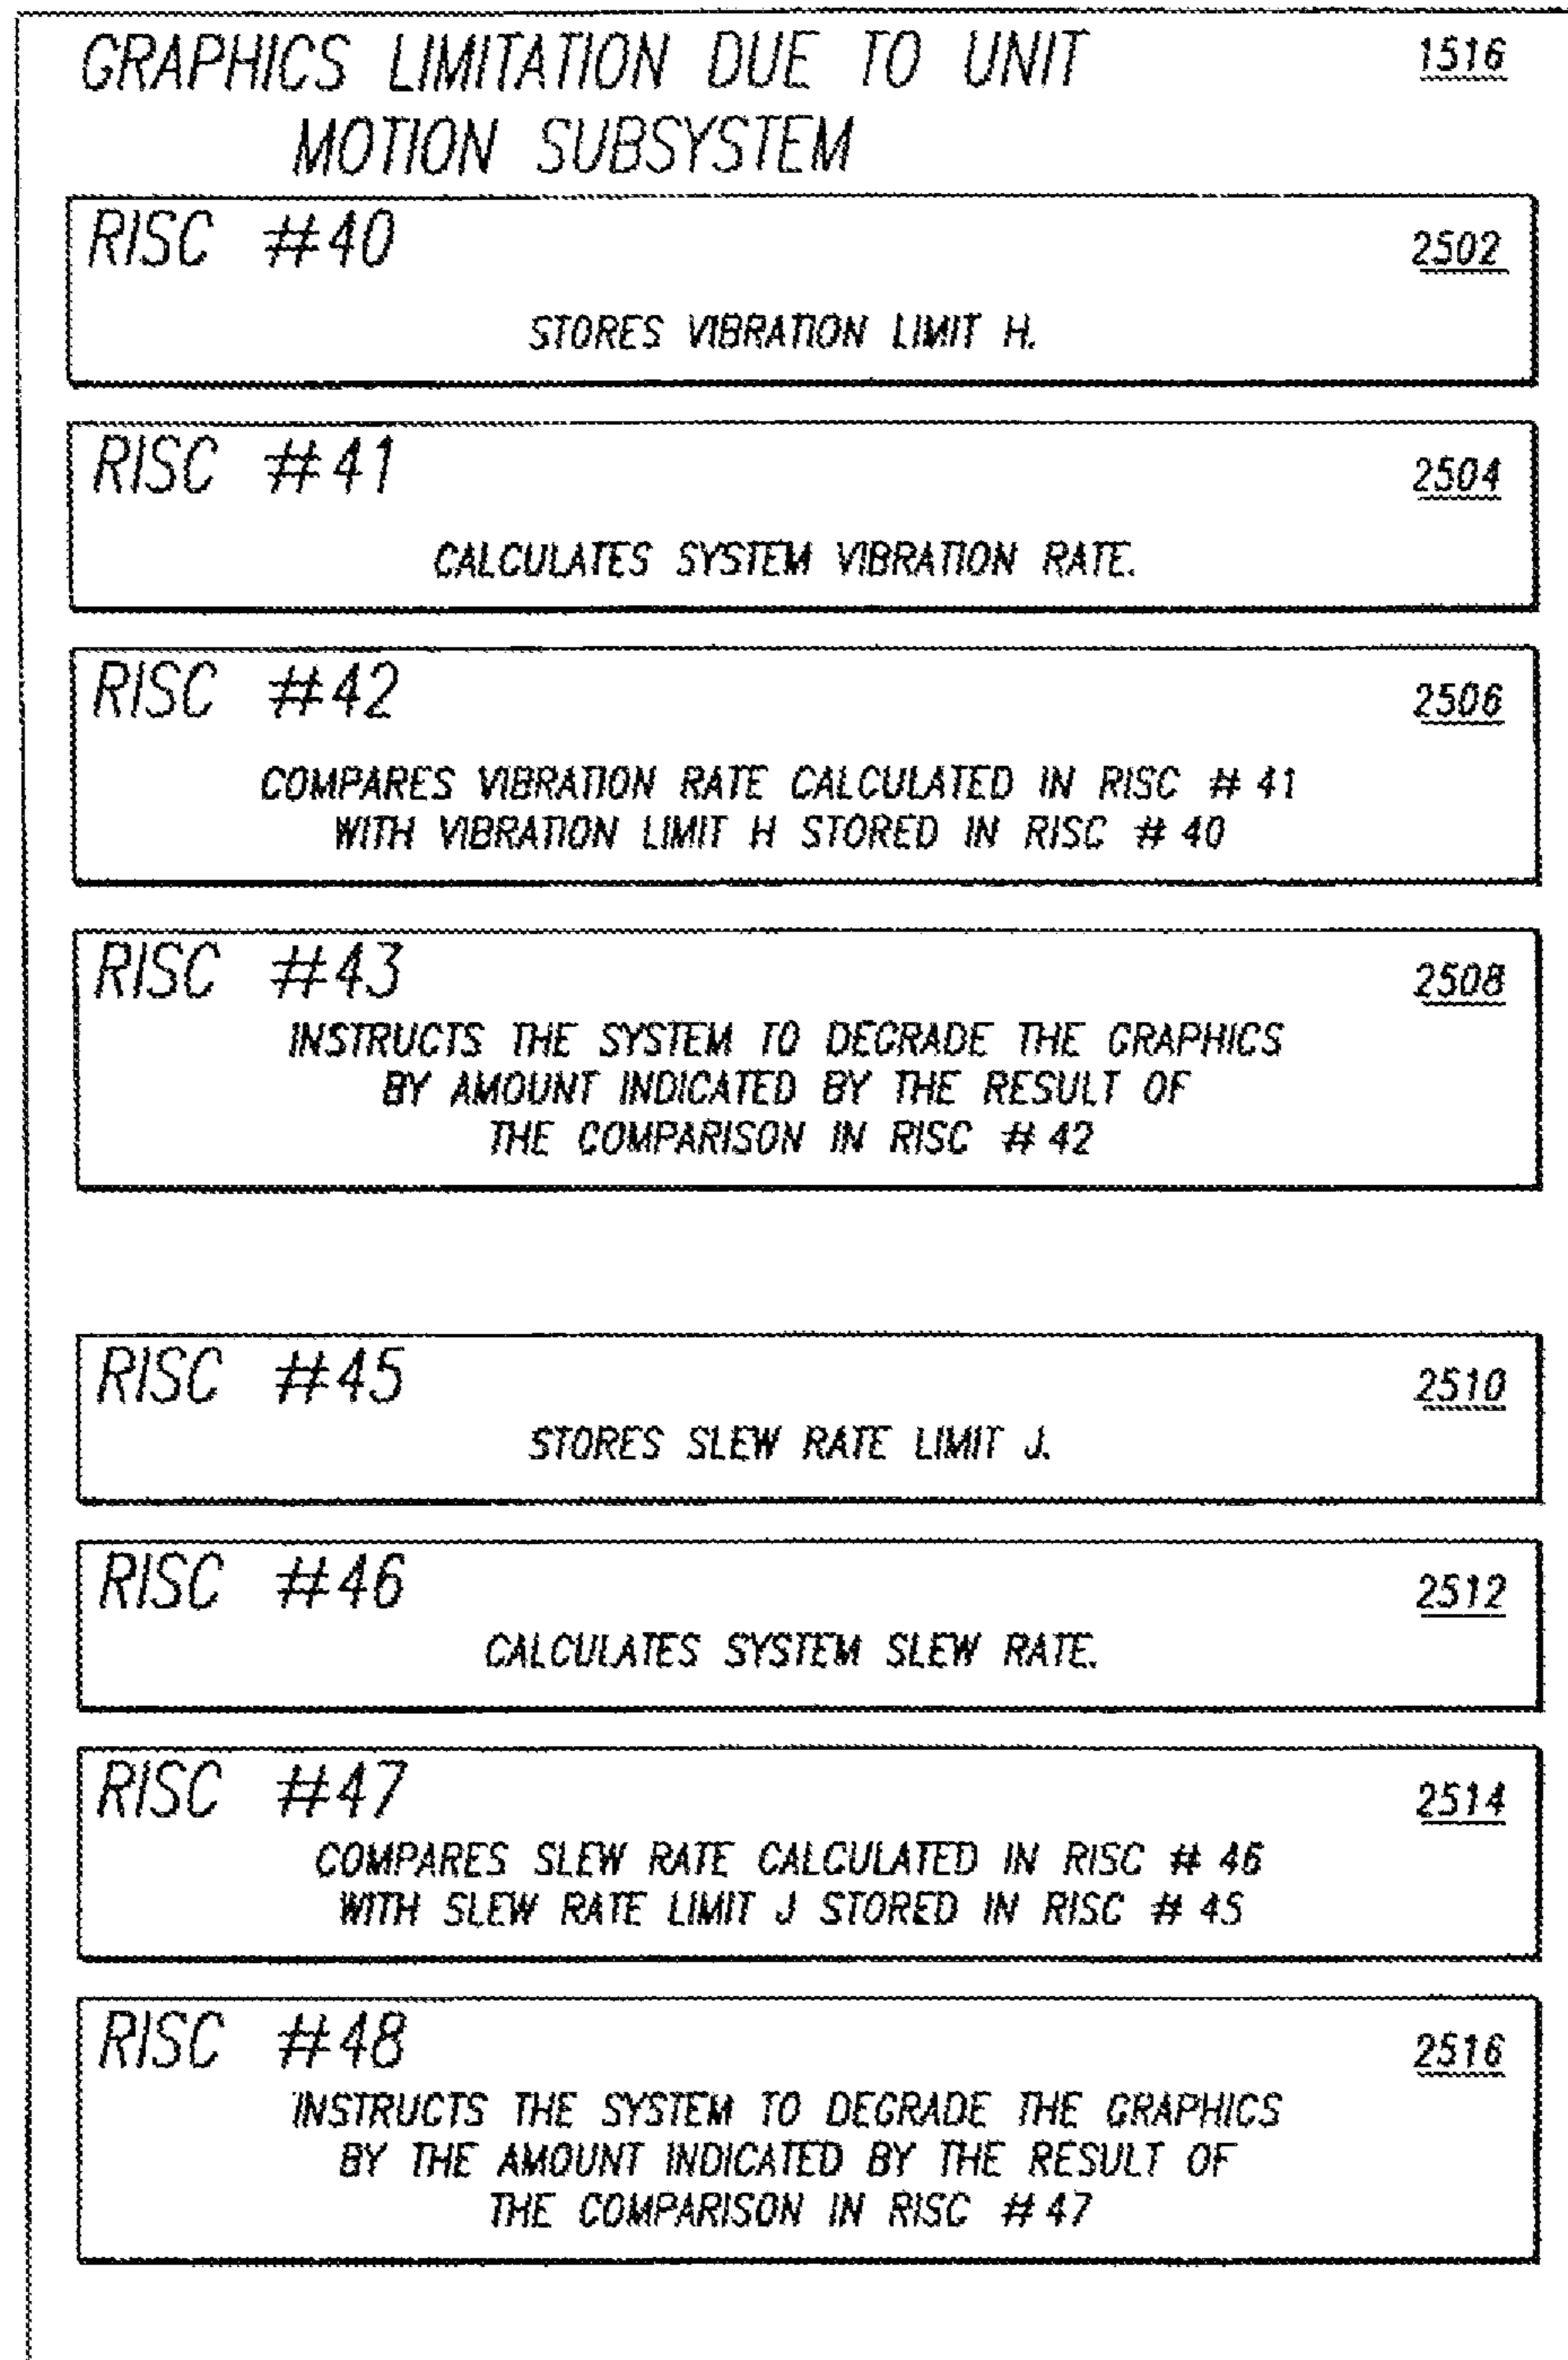 GRAPHICS LIMITATION DUE TO UNIT 1516
MOTION SUBSYSTEM
RISC #40 2502
STORES VIBRATION LIMIT H.
RISC #41 2504
CALCULATES SYSTEM VIBRATION RATE.
RISC #42 2506
COMPARES VIBRATION RATE CALCULATED IN RISC # 41
WITH VIBRATION LIMIT H STORED IN RISC # 40
RISC #43 2508
INSTRUCTS THE SYSTEM TO DEGRADE THE GRAPHICS
BY AMOUNT INDICATED BY THE RESULT OF
THE COMPARISON IN RISC # 42
RISC #45 2510
STORES SLEW RATE LIMIT J.
RISC #46 2512
CALCULATES SYSTEM SLEW RATE.
RISC #47 2514
COMPARES SLEW RATE CALCULATED IN RISC # 46
WITH SLEW RATE LIMIT J STORED IN RISC # 45
RISC #48 2516
INSTRUCTS THE SYSTEM TO DEGRADE THE GRAPHICS
BY THE AMOUNT INDICATED BY THE RESULT OF
THE COMPARISON IN RISC # 47